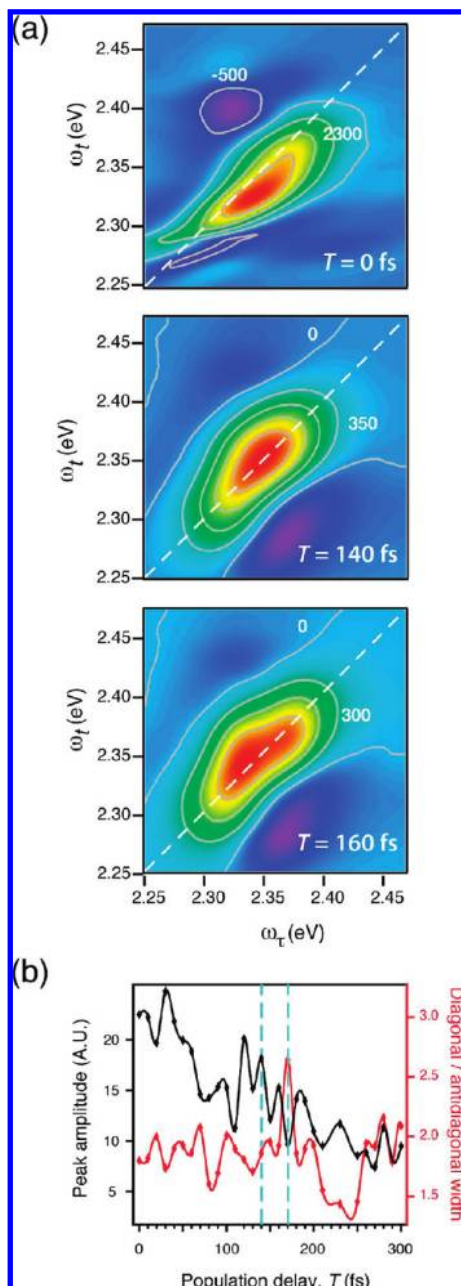 (a)
2.45
2.40
2.35
2.30
2.25
ωt (eV)
-500
2300
T = 0 fs
2.45
2.40
2.35
2.30
2.25
ωt (eV)
0
350
T = 140 fs
2.45
2.40
2.35
2.30
2.25
ωt (eV)
0
300
T = 160 fs
2.25 2.30 2.35 2.40 2.45
ωτ (eV)
(b)
Peak amplitude (A.U.)
20
15
10
5
3.0
2.5
2.0
1.5
Diagonal / antidiagonal width
0 100 200 300
Population delay, T (fs)